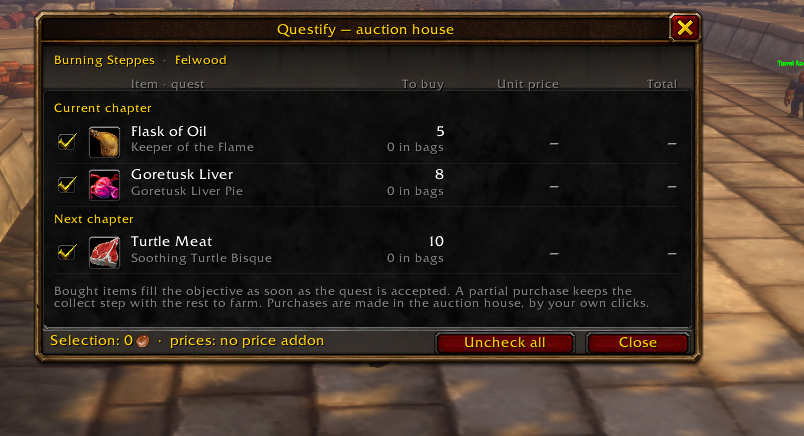 Questify — auction house
Burning Steppes · Felwood
Item · quest To buy Unit price Total
Current chapter
Flask of Oil 5
Keeper of the Flame 0 in bags – –
Goretusk Liver 8
Goretusk Liver Pie 0 in bags – –
Next chapter
Turtle Meat 10
Soothing Turtle Bisque 0 in bags – –
Bought items fill the objective as soon as the quest is accepted. A partial purchase keeps the
collect step with the rest to farm. Purchases are made in the auction house, by your own clicks.
Selection: 0 · prices: no price addon Uncheck all Close